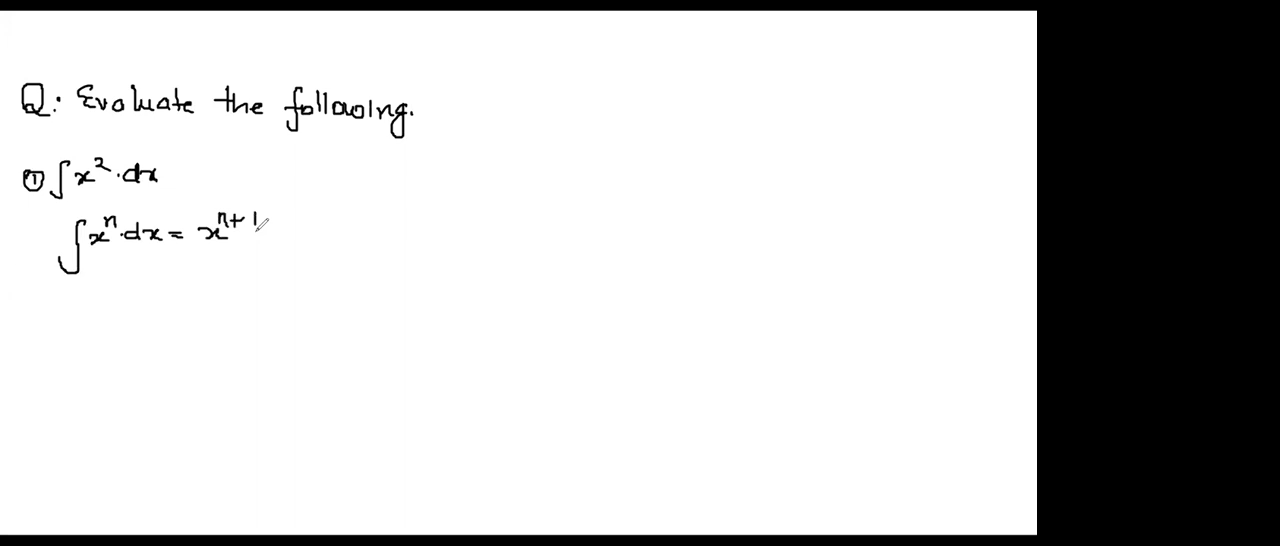 Q. Evaluate the following.
① ∫x².dx
∫xⁿ.dx = xⁿ⁺¹